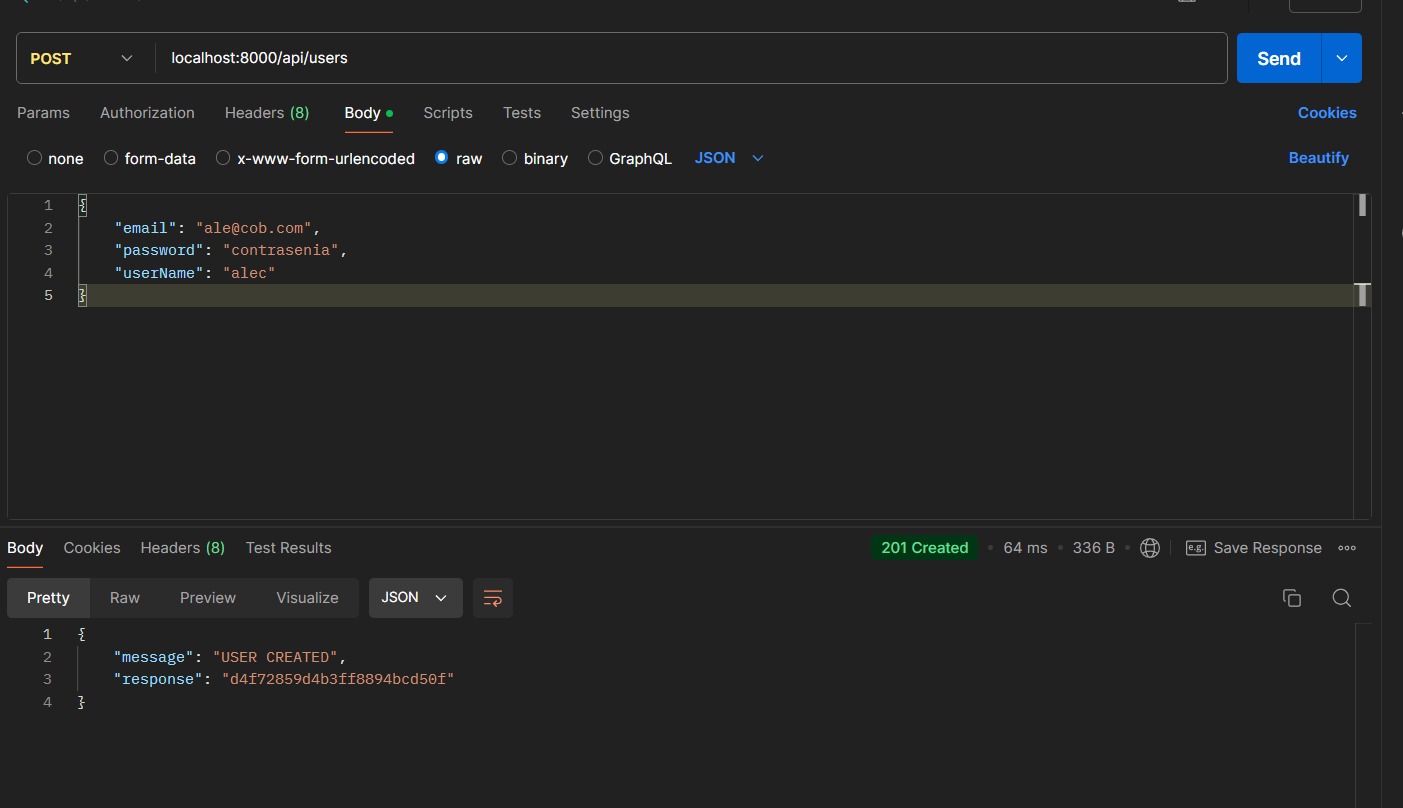 POST localhost:8000/api/users Send
Params Authorization Headers (8) Body Scripts Tests Settings Cookies
none form-data x-www-form-urlencoded raw binary GraphQL JSON Beautify
1 {
2 "email": "ale@cob.com",
3 "password": "contrasenia",
4 "userName": "alec"
5 }
Body Cookies Headers (8) Test Results 201 Created 64 ms 336 B e.g. Save Response
Pretty Raw Preview Visualize JSON
1 {
2 "message": "USER CREATED",
3 "response": "d4f72859d4b3ff8894bcd50f"
4 }